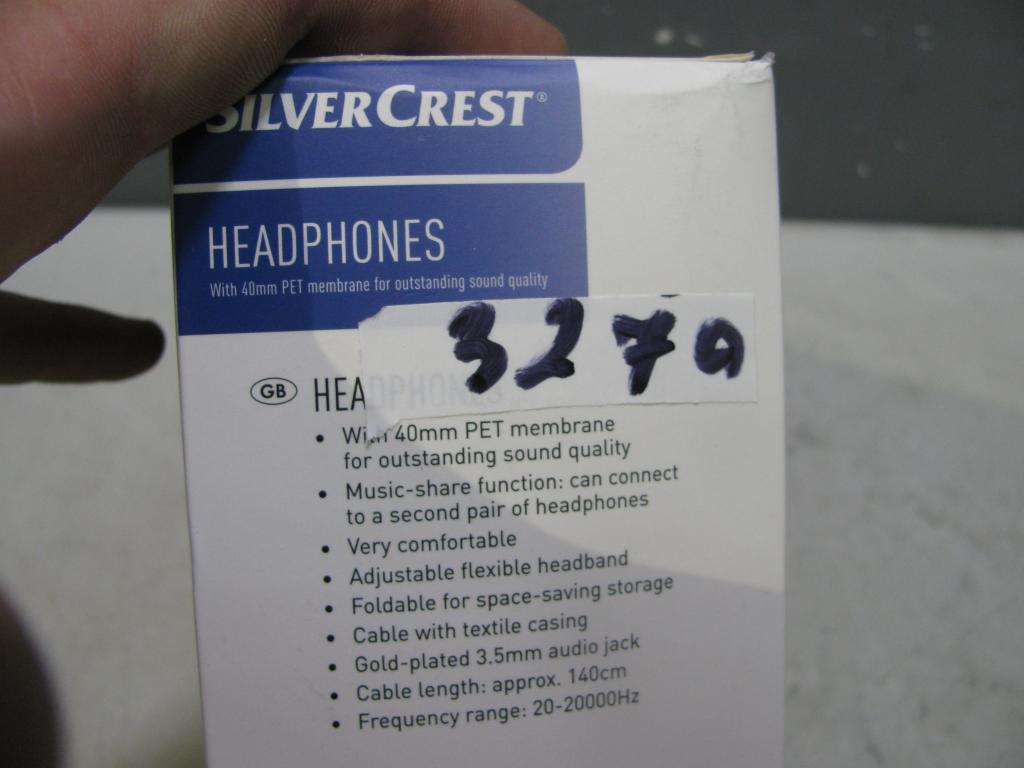 SILVERCREST®
HEADPHONES
With 40mm PET membrane for outstanding sound quality
327a
GB HEADPHONES
• With 40mm PET membrane
for outstanding sound quality
• Music-share function: can connect
to a second pair of headphones
• Very comfortable
• Adjustable flexible headband
• Foldable for space-saving storage
• Cable with textile casing
• Gold-plated 3.5mm audio jack
• Cable length: approx. 140cm
• Frequency range: 20-20000Hz